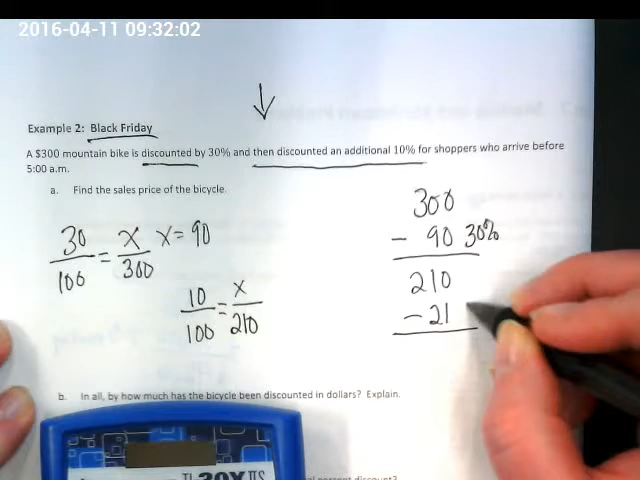 2016-04-11 09:32:02
Example 2: Black Friday
A $300 mountain bike is discounted by 30% and then discounted an additional 10% for shoppers who arrive before
5:00 a.m.
a. Find the sales price of the bicycle.
300
- 90 30%
210
-21
30/100 = x/300 x = 90
10/100 = x/210
b. In all, by how much has the bicycle been discounted in dollars? Explain.
percent discount?
TI-30X IIS